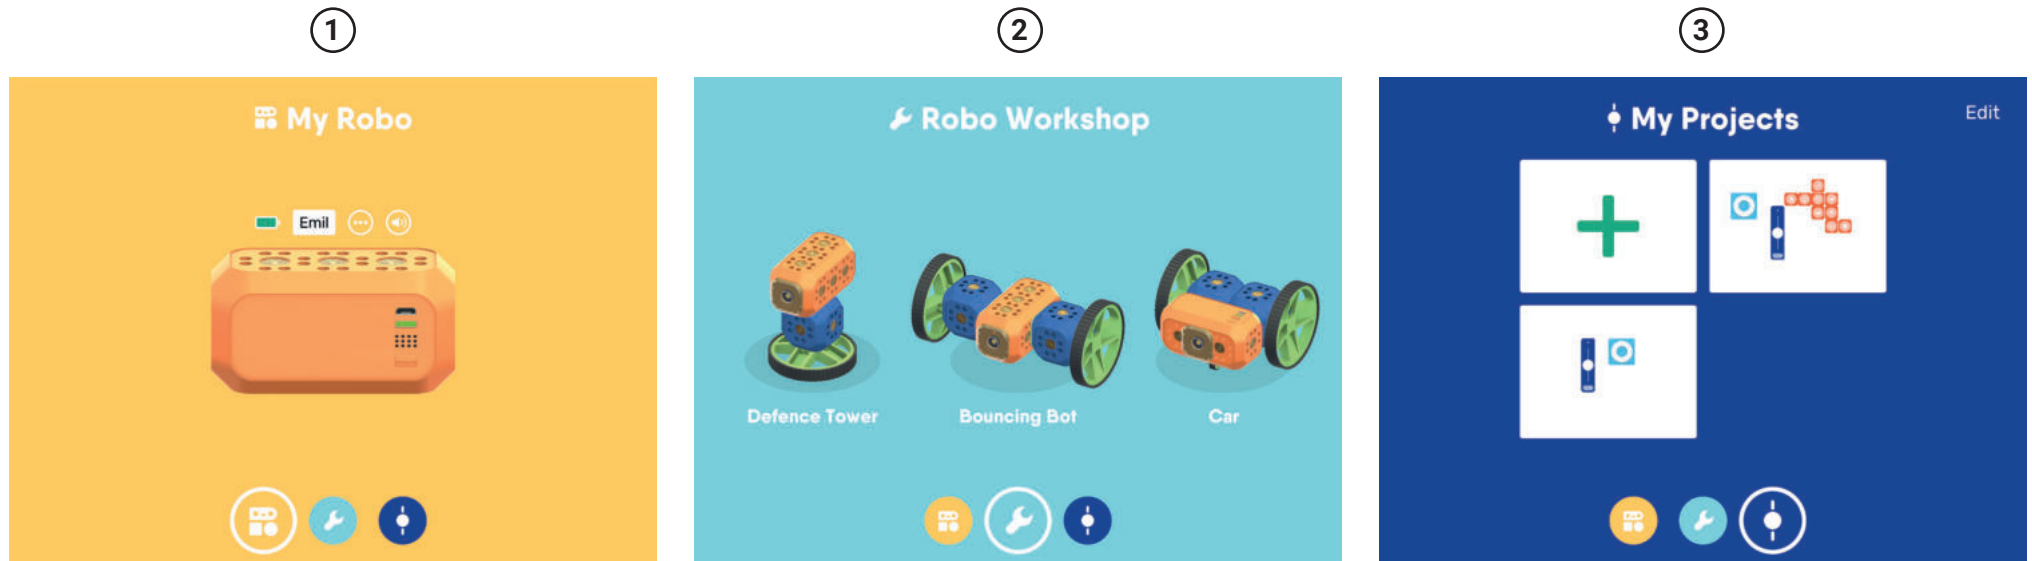 1
2
3
My Robo
Emil
Robo Workshop
Defence Tower
Bouncing Bot
Car
My Projects
Edit